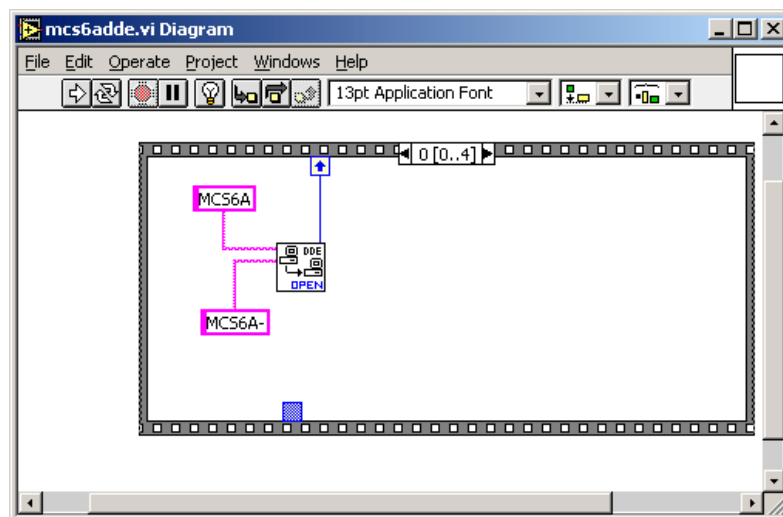 mcs6adde.vi Diagram
File Edit Operate Project Windows Help
13pt Application Font
0 [0..4]
MCS6A
DDE
OPEN
MCS6A-